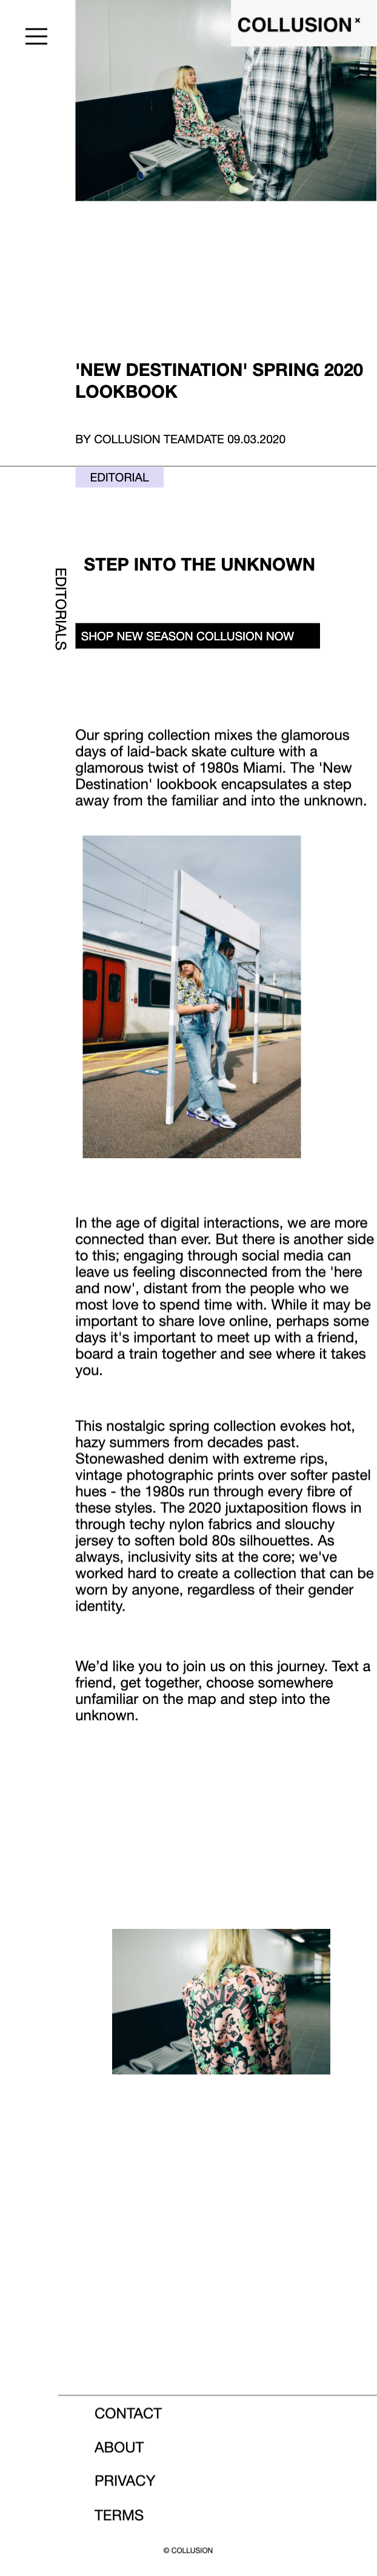 COLLUSION×
'NEW DESTINATION' SPRING 2020
LOOKBOOK
BY COLLUSION TEAMDATE 09.03.2020
EDITORIAL
EDITORIALS
STEP INTO THE UNKNOWN
SHOP NEW SEASON COLLUSION NOW
Our spring collection mixes the glamorous
days of laid-back skate culture with a
glamorous twist of 1980s Miami. The 'New
Destination' lookbook encapsulates a step
away from the familiar and into the unknown.
In the age of digital interactions, we are more
connected than ever. But there is another side
to this; engaging through social media can
leave us feeling disconnected from the 'here
and now', distant from the people who we
most love to spend time with. While it may be
important to share love online, perhaps some
days it's important to meet up with a friend,
board a train together and see where it takes
you.
This nostalgic spring collection evokes hot,
hazy summers from decades past.
Stonewashed denim with extreme rips,
vintage photographic prints over softer pastel
hues - the 1980s run through every fibre of
these styles. The 2020 juxtaposition flows in
through techy nylon fabrics and slouchy
jersey to soften bold 80s silhouettes. As
always, inclusivity sits at the core; we've
worked hard to create a collection that can be
worn by anyone, regardless of their gender
identity.
We’d like you to join us on this journey. Text a
friend, get together, choose somewhere
unfamiliar on the map and step into the
unknown.
CONTACT
ABOUT
PRIVACY
TERMS
© COLLUSION